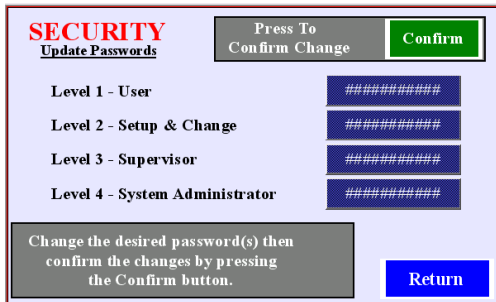 SECURITY
Update Passwords
Press To
Confirm Change
Confirm
Level 1 - User
###########
Level 2 - Setup & Change
###########
Level 3 - Supervisor
###########
Level 4 - System Administrator
###########
Change the desired password(s) then
confirm the changes by pressing
the Confirm button.
Return